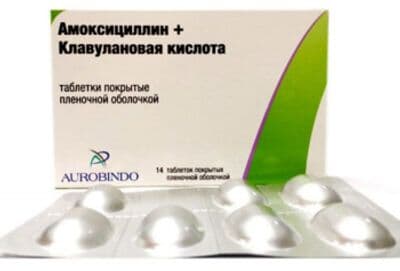 Амоксициллин +
Клавулановая кислота
таблетки покрытые
пленочной оболочкой
AUROBINDO
14 таблеток покрытых
пленочной оболочкой